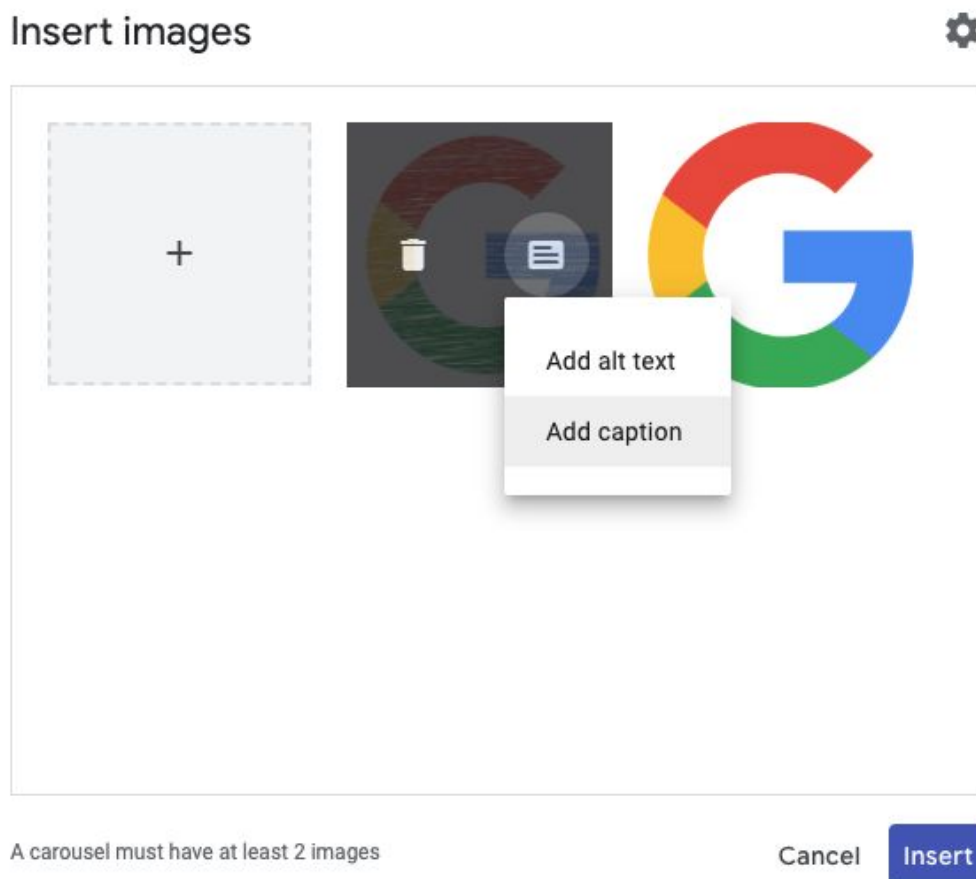 Insert images
+
Add alt text
Add caption
A carousel must have at least 2 images
Cancel
Insert